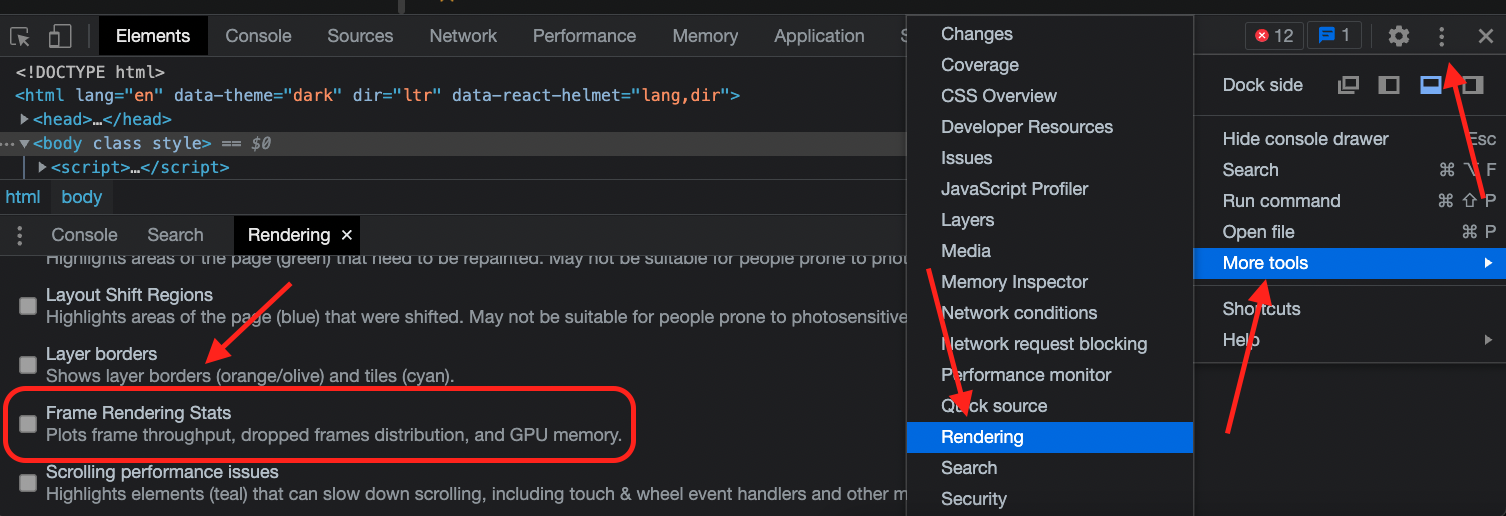 Elements Console Sources Network Performance Memory Application
12 1
<!DOCTYPE html>
<html lang="en" data-theme="dark" dir="ltr" data-react-helmet="lang,dir">
<head>…</head>
<body class style> == $0
<script>…</script>
html body
Console Search Rendering ×
Highlights areas of the page (green) that need to be repainted. May not be suitable for people prone to
Layout Shift Regions
Highlights areas of the page (blue) that were shifted. May not be suitable for people prone to photosensitive
Layer borders
Shows layer borders (orange/olive) and tiles (cyan).
Frame Rendering Stats
Plots frame throughput, dropped frames distribution, and GPU memory.
Scrolling performance issues
Highlights elements (teal) that can slow down scrolling, including touch & wheel event handlers and other
Changes
Coverage
CSS Overview
Developer Resources
Issues
JavaScript Profiler
Layers
Media
Memory Inspector
Network conditions
Network request blocking
Performance monitor
Quick source
Rendering
Search
Security
Dock side
Hide console drawer Esc
Search ⌘ ⌥ F
Run command ⌘ ⇧ P
Open file ⌘ P
More tools
Shortcuts
Help